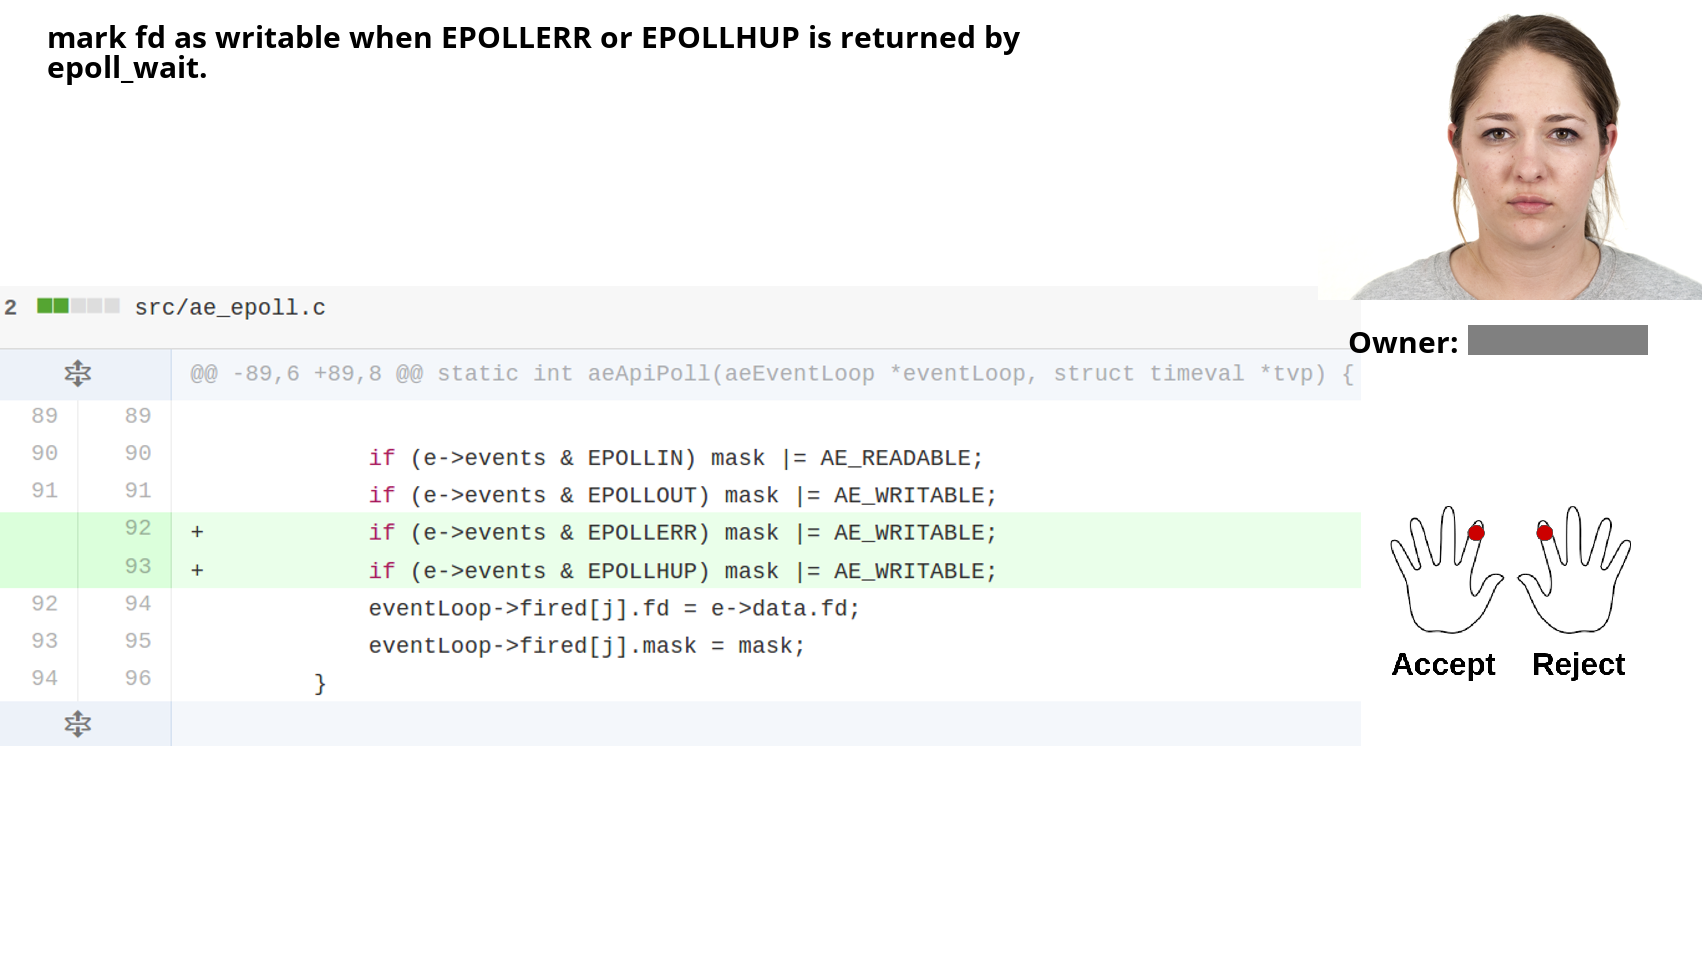 mark fd as writable when EPOLLERR or EPOLLHUP is returned by
epoll_wait.
2 src/ae_epoll.c
Owner:
@@ -89,6 +89,8 @@ static int aeApiPoll(aeEventLoop *eventLoop, struct timeval *tvp) {
89 89
90 90 if (e->events & EPOLLIN) mask |= AE_READABLE;
91 91 if (e->events & EPOLLOUT) mask |= AE_WRITABLE;
92 + if (e->events & EPOLLERR) mask |= AE_WRITABLE;
93 + if (e->events & EPOLLHUP) mask |= AE_WRITABLE;
92 94 eventLoop->fired[j].fd = e->data.fd;
93 95 eventLoop->fired[j].mask = mask;
94 96 }
Accept Reject